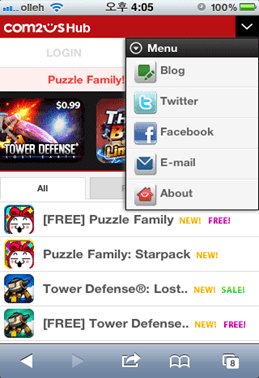 olleh 오후 4:05 100%
COM2US Hub
LOGIN
Menu
Puzzle Family!
Blog
Twitter
Facebook
E-mail
About
$0.99
TOWER DEFENSE
LOST EARTH
All
[FREE] Puzzle Family NEW! FREE!
Puzzle Family: Starpack NEW!
Tower Defense®: Lost.. NEW! SALE!
[FREE] Tower Defense.. NEW! FREE!
8